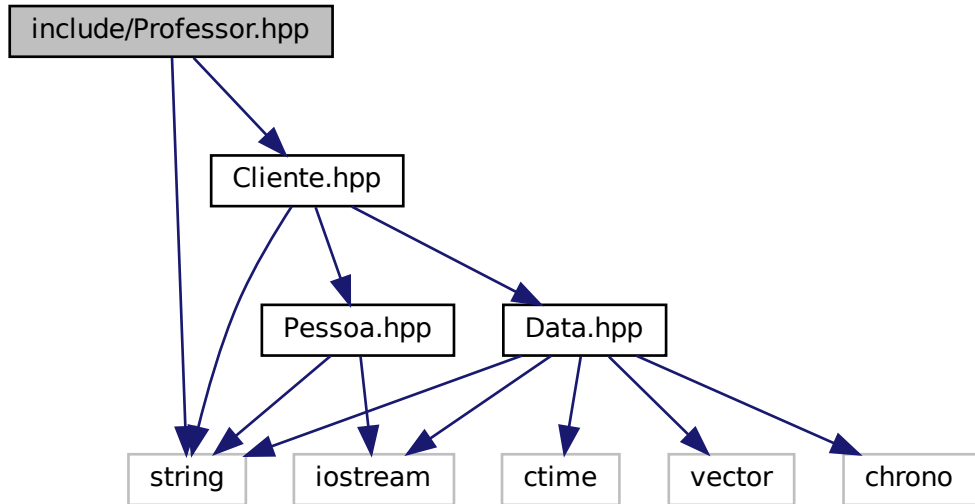 include/Professor.hpp
Cliente.hpp
Pessoa.hpp
Data.hpp
string
iostream
ctime
vector
chrono